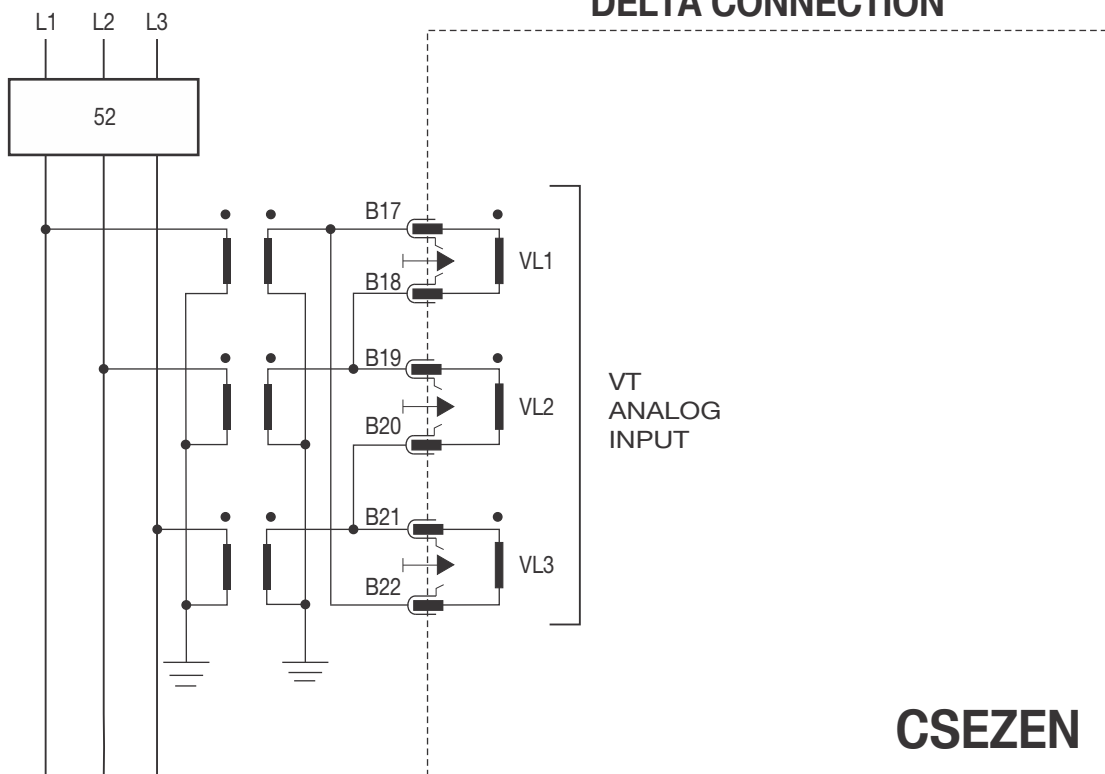 DELTA CONNECTION
L1 L2 L3
52
B17
VL1
B18
B19
VL2
B20
B21
VL3
B22
VT
ANALOG
INPUT
CSEZEN